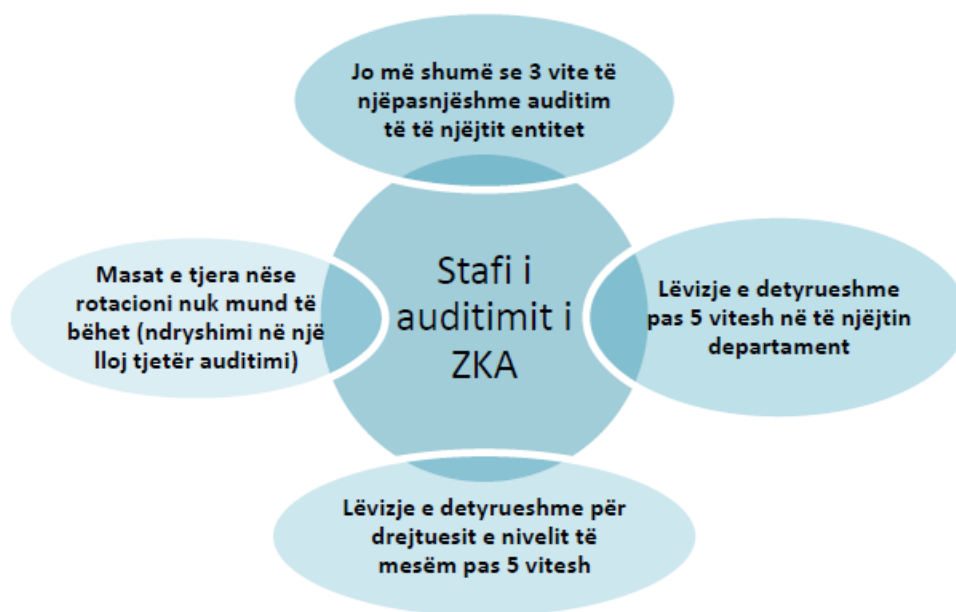 Jo më shumë se 3 vite të
njëpasnjëshme auditim
të të njëjtit entitet
Masat e tjera nëse
rotacioni nuk mund të
bëhet (ndryshimi në një
lloj tjetër auditimi)
Stafi i
auditimit i
ZKA
Lëvizje e detyrueshme
pas 5 vitesh në të njëjtin
departament
Lëvizje e detyrueshme për
drejtuesit e nivelit të
mesëm pas 5 vitesh